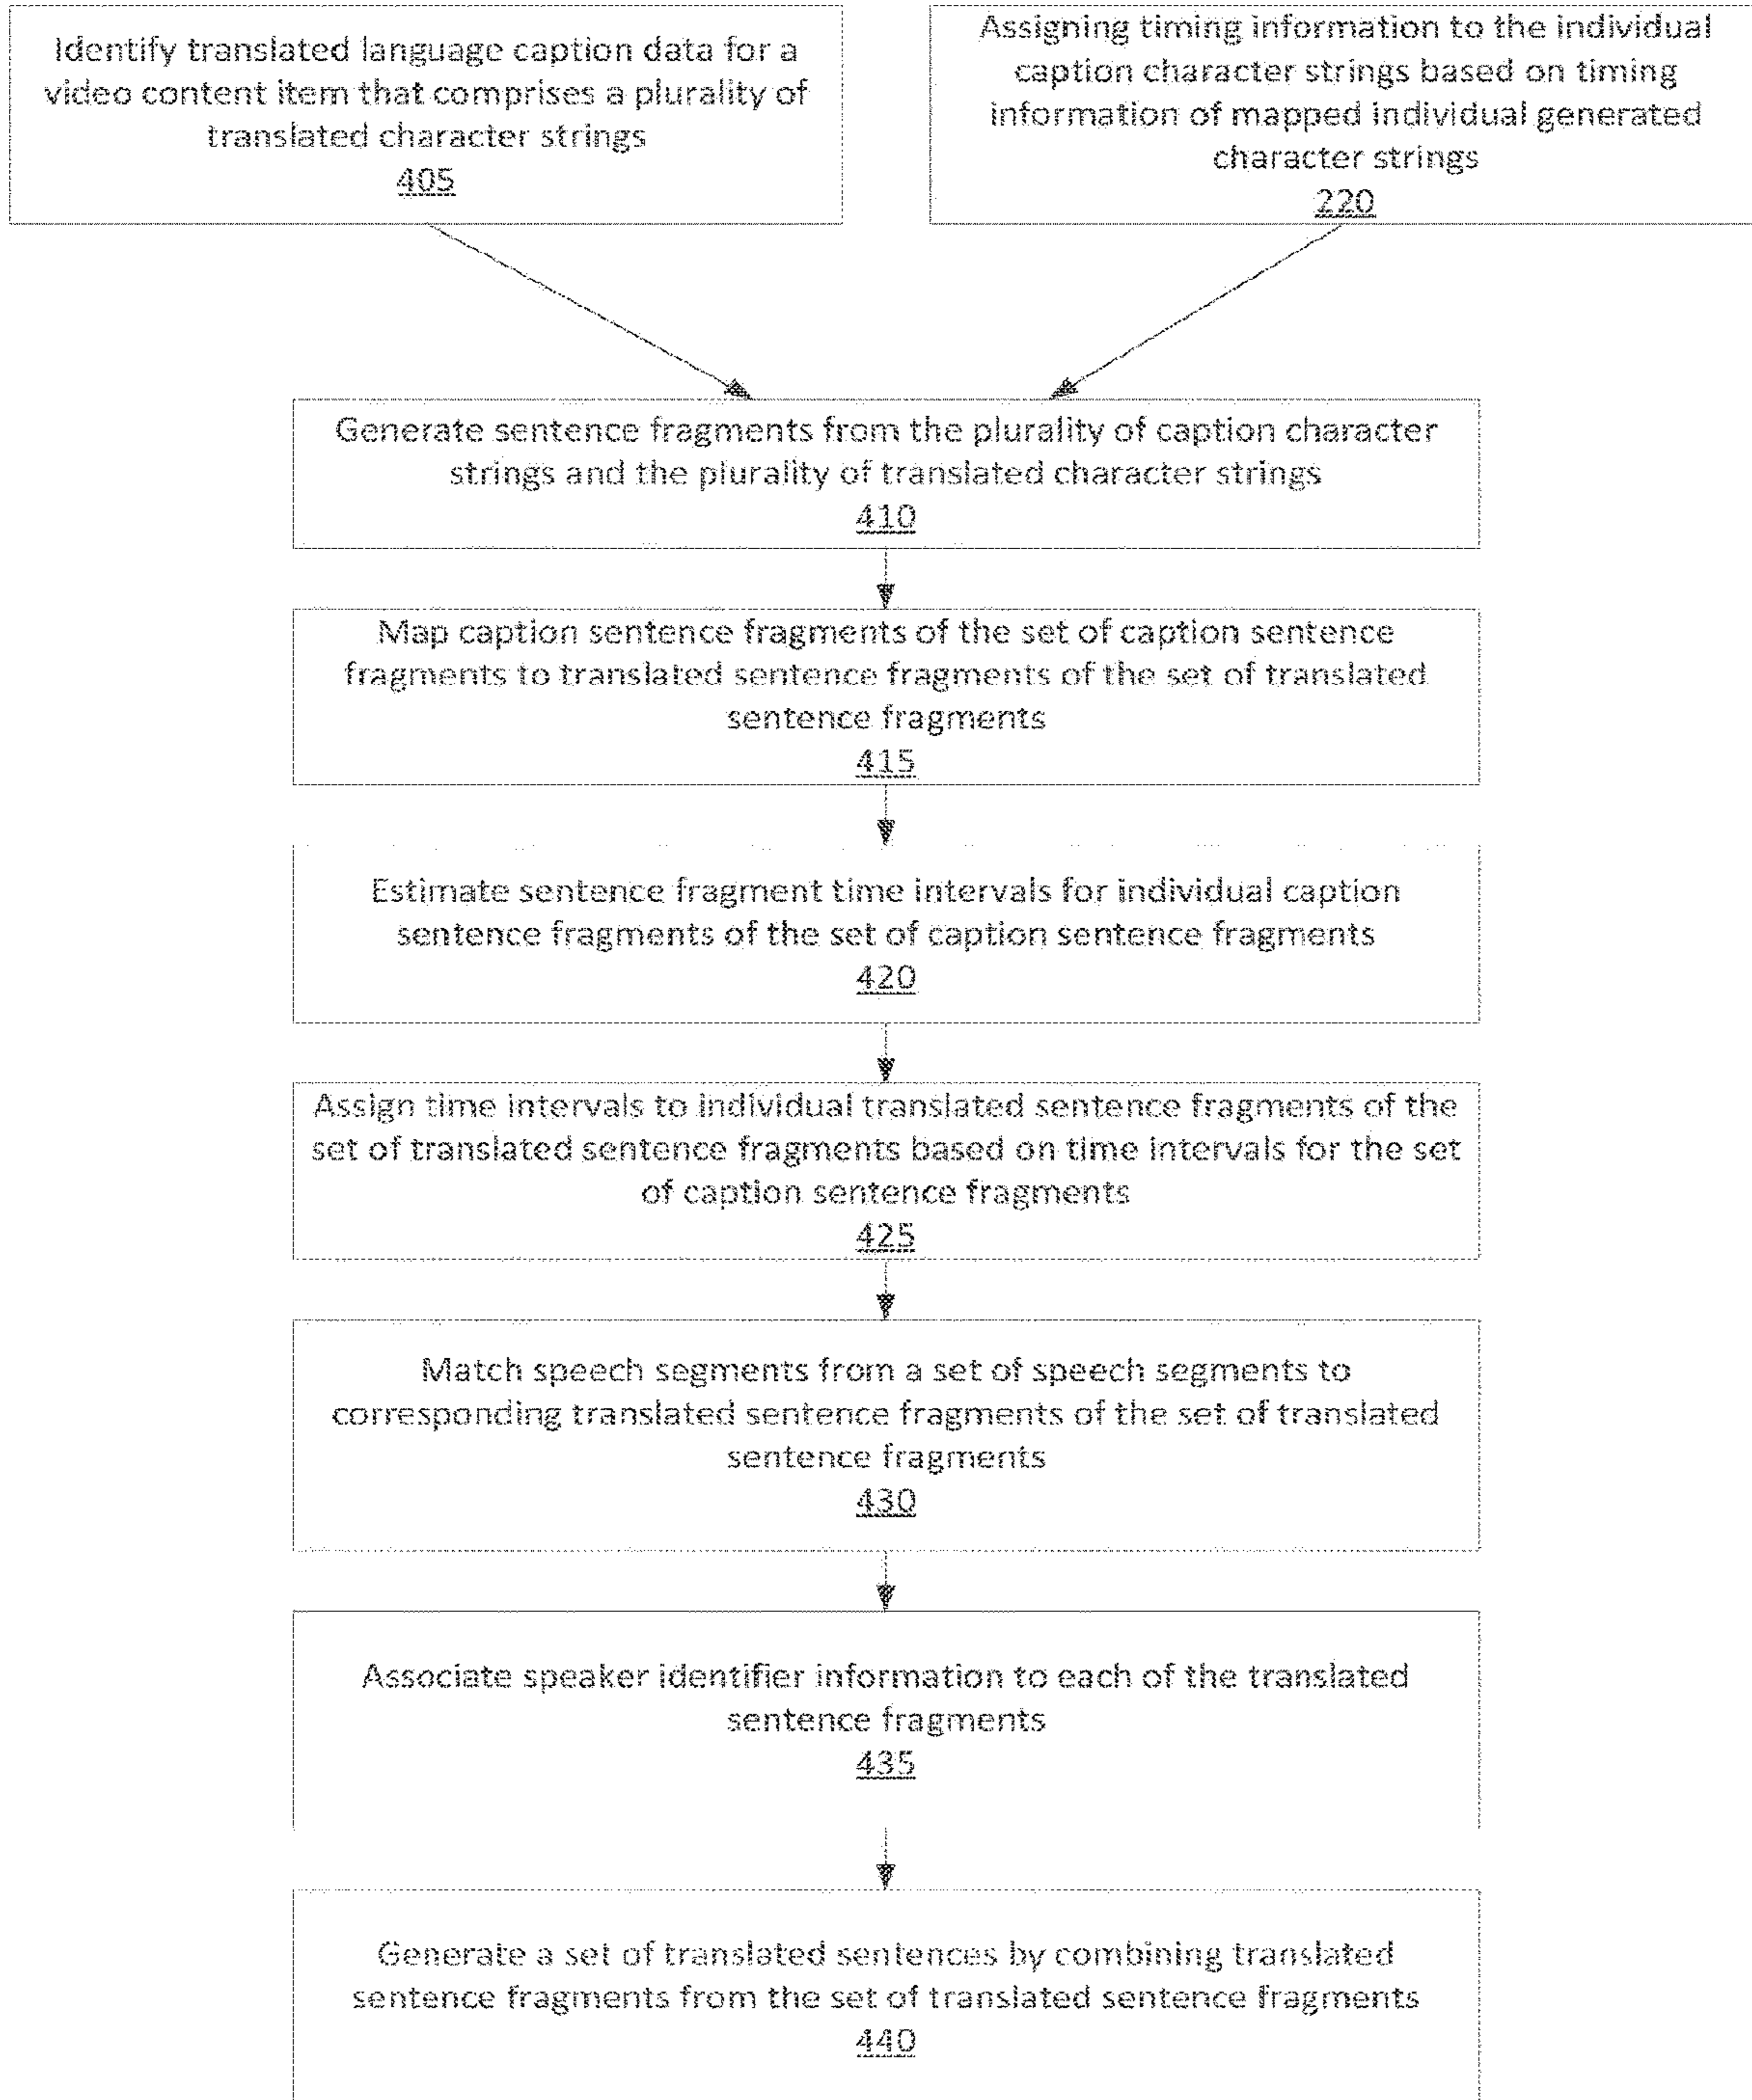 Identify translated language caption data for a
video content item that comprises a plurality of
translated character strings
405
Assigning timing information to the individual
caption character strings based on timing
information of mapped individual generated
character strings
220
Generate sentence fragments from the plurality of caption character
strings and the plurality of translated character strings
410
Map caption sentence fragments of the set of caption sentence
fragments to translated sentence fragments of the set of translated
sentence fragments
415
Estimate sentence fragment time intervals for individual caption
sentence fragments of the set of caption sentence fragments
420
Assign time intervals to individual translated sentence fragments of the
set of translated sentence fragments based on time intervals for the set
of caption sentence fragments
425
Match speech segments from a set of speech segments to
corresponding translated sentence fragments of the set of translated
sentence fragments
430
Associate speaker identifier information to each of the translated
sentence fragments
435
Generate a set of translated sentences by combining translated
sentence fragments from the set of translated sentence fragments
440